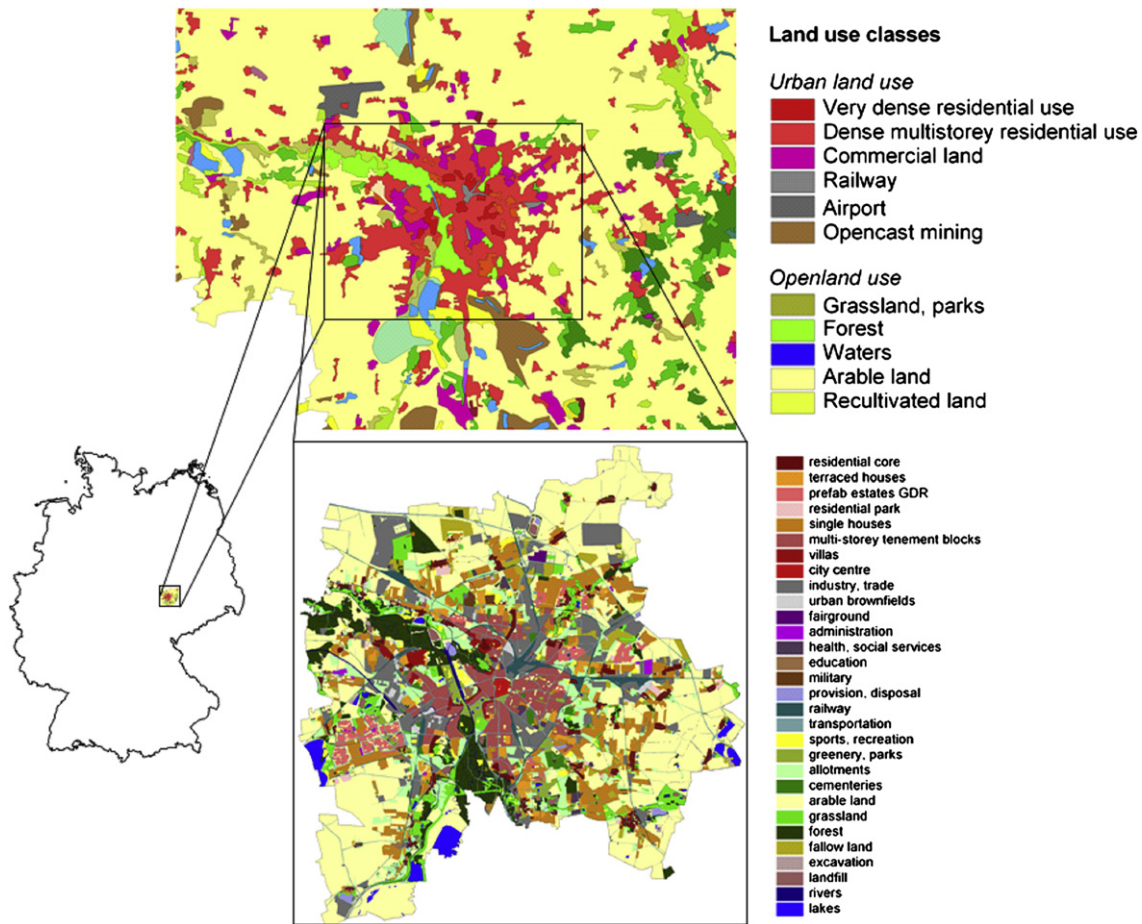 Land use classes
Urban land use
Very dense residential use
Dense multistorey residential use
Commercial land
Railway
Airport
Opencast mining
Openland use
Grassland, parks
Forest
Waters
Arable land
Recultivated land
residential core
terraced houses
prefab estates GDR
residential park
single houses
multi-storey tenement blocks
villas
city centre
industry, trade
urban brownfields
fairground
administration
health, social services
education
military
provision, disposal
railway
transportation
sports, recreation
greenery, parks
allotments
cementeries
arable land
grassland
forest
fallow land
excavation
landfill
rivers
lakes